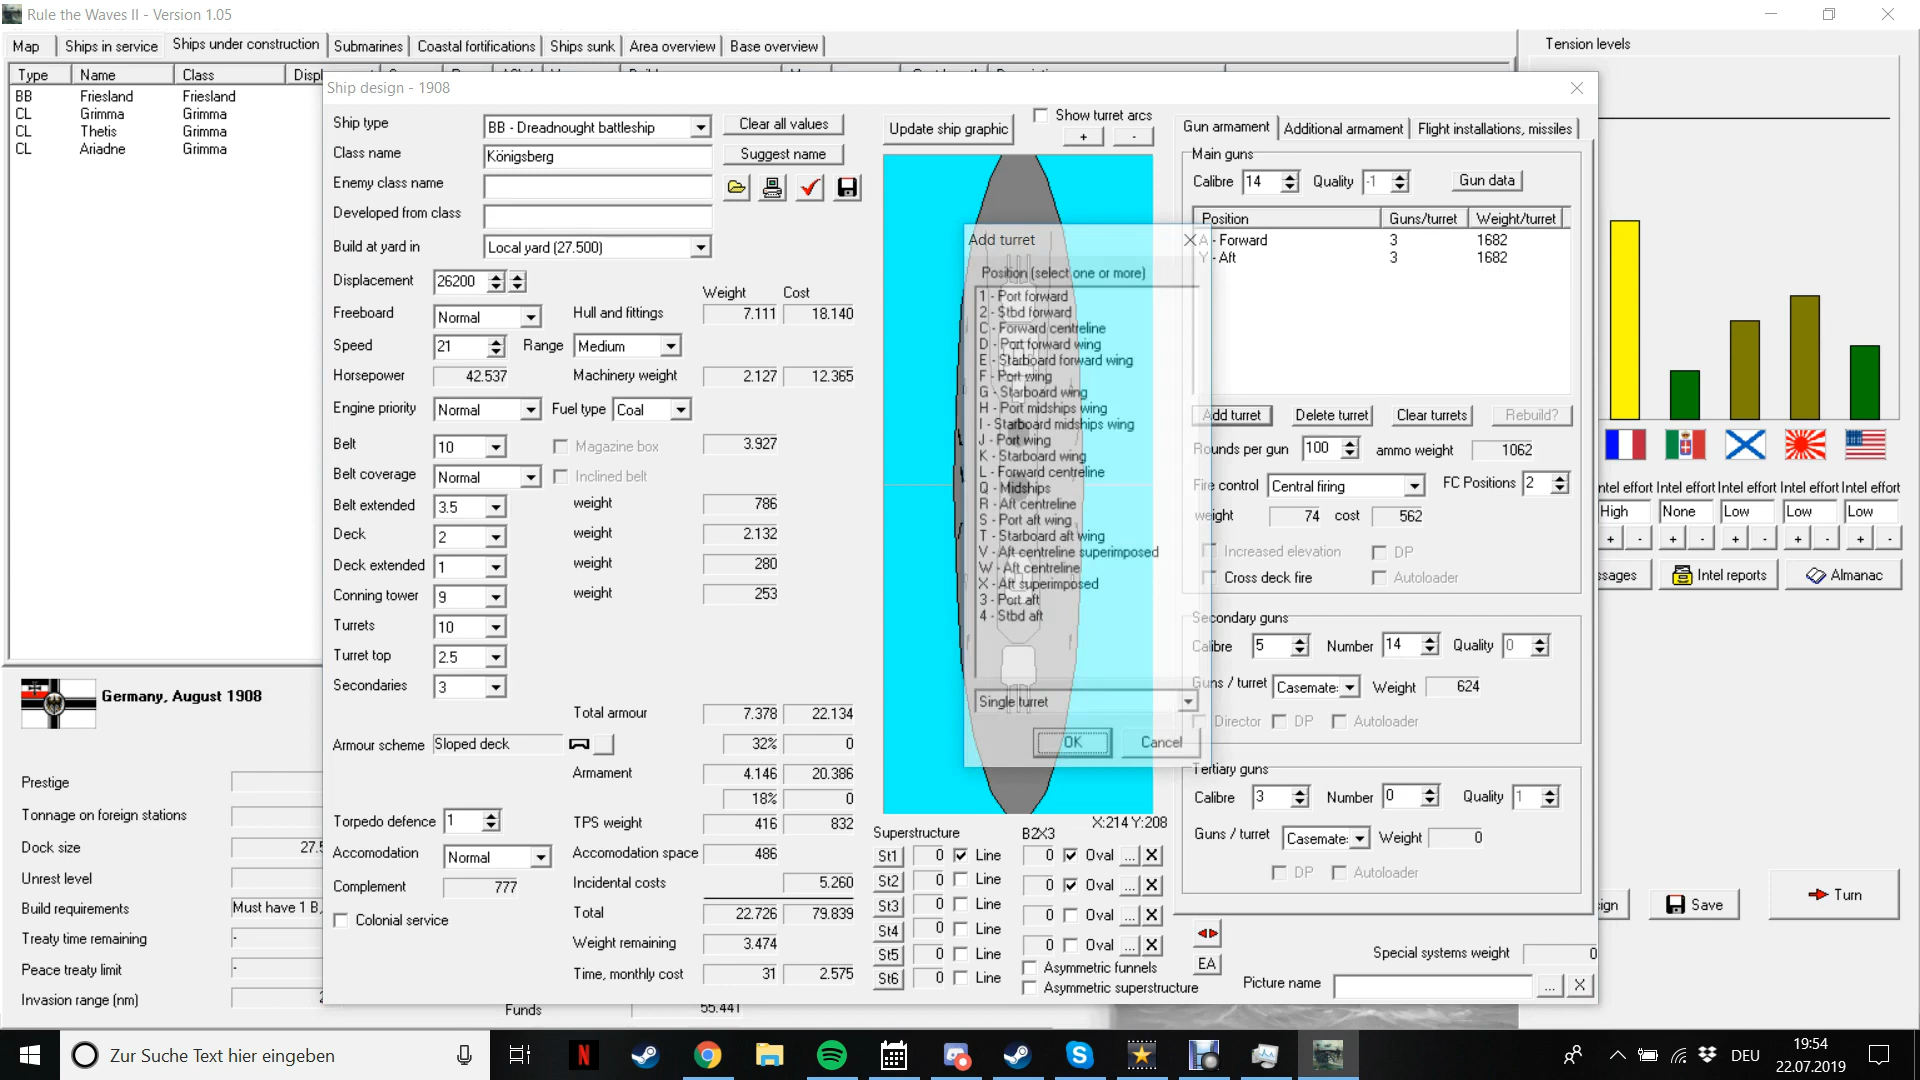 Rule the Waves II - Version 1.05
Map
Ships in service
Ships under construction
Submarines
Coastal fortifications
Ships sunk
Area overview
Base overview
Tension levels
Type Name Class
BB Friesland Friesland
CL Grimma Grimma
CL Thetis Grimma
CL Ariadne Grimma
Ship design - 1908
Ship type
BB - Dreadnought battleship
Clear all values
Class name
Königsberg
Suggest name
Enemy class name
Developed from class
Build at yard in
Local yard (27.500)
Displacement 26200
Weight Cost
Freeboard Normal Hull and fittings 7.111 18.140
Speed 21 Range Medium
Horsepower 42.537 Machinery weight 2.127 12.365
Engine priority Normal Fuel type Coal
Belt 10 Magazine box 3.927
Belt coverage Normal Inclined belt
Belt extended 3.5 weight 786
Deck 2 weight 2.132
Deck extended 1 weight 280
Conning tower 9 weight 253
Turrets 10
Turret top 2.5
Secondaries 3
Total armour 7.378 22.134
Armour scheme Sloped deck 32% 0
Armament 4.146 20.386
18% 0
Torpedo defence 1 TPS weight 416 832
Accomodation Normal Accomodation space 486
Complement 777 Incidental costs 5.260
Colonial service Total 22.726 79.839
Weight remaining 3.474
Time, monthly cost 31 2.575
Update ship graphic
Show turret arcs
+ -
Add turret
Position (select one or more)
1 - Port forward
2 - Stbd forward
C - Forward centreline
D - Port forward wing
E - Starboard forward wing
F - Port wing
G - Starboard wing
H - Port midships wing
I - Starboard midships wing
J - Port wing
K - Starboard wing
L - Forward centreline
Q - Midships
R - Aft centreline
S - Port aft wing
T - Starboard aft wing
V - Aft centreline superimposed
W - Aft centreline
X - Aft superimposed
3 - Port aft
4 - Stbd aft
Single turret
OK Cancel
X:214 Y:208
Superstructure B2X3
St1 0 Line 0 Oval ... X
St2 0 Line 0 Oval ... X
St3 0 Line 0 Oval ... X
St4 0 Line 0 Oval ... X
St5 0 Line Asymmetric funnels
St6 0 Line Asymmetric superstructure
Gun armament
Additional armament
Flight installations, missiles
Main guns
Calibre 14 Quality -1 Gun data
Position Guns/turret Weight/turret
A - Forward 3 1682
Y - Aft 3 1682
Add turret Delete turret Clear turrets Rebuild?
Rounds per gun 100 ammo weight 1062
Fire control Central firing FC Positions 2
weight 74 cost 562
Increased elevation DP
Cross deck fire Autoloader
Secondary guns
Calibre 5 Number 14 Quality 0
Guns / turret Casemate: Weight 624
Director DP Autoloader
Tertiary guns
Calibre 3 Number 0 Quality 1
Guns / turret Casemate: Weight 0
DP Autoloader
EA
Special systems weight 0
Picture name ... X
Intel effort Intel effort Intel effort Intel effort
High None Low Low Low
+ - + - + - + - + -
Intel reports
Almanac
Save
Turn
Germany, August 1908
Prestige
Tonnage on foreign stations
Dock size
Unrest level
Build requirements Must have 1 B,
Treaty time remaining -
Peace treaty limit -
Invasion range (nm)
Funds 55.441
Zur Suche Text hier eingeben
DEU
19:54
22.07.2019